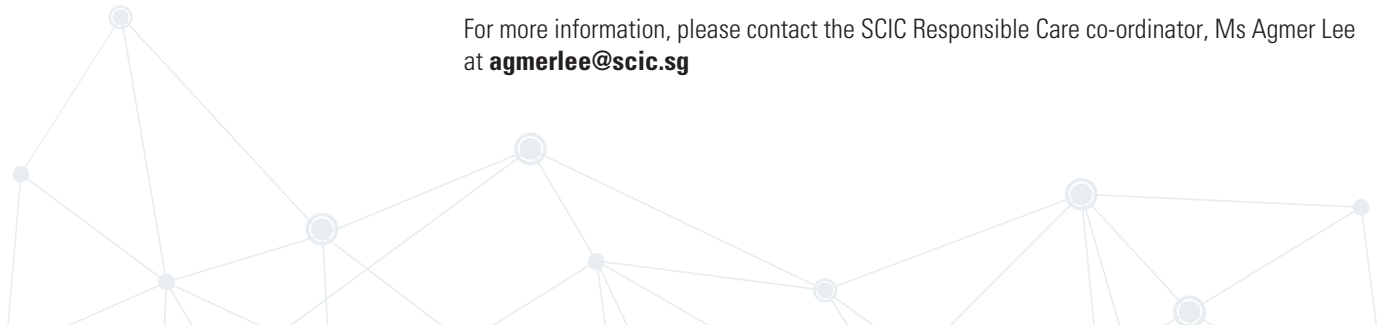 For more information, please contact the SCIC Responsible Care co-ordinator, Ms Agmer Lee
at agmerlee@scic.sg